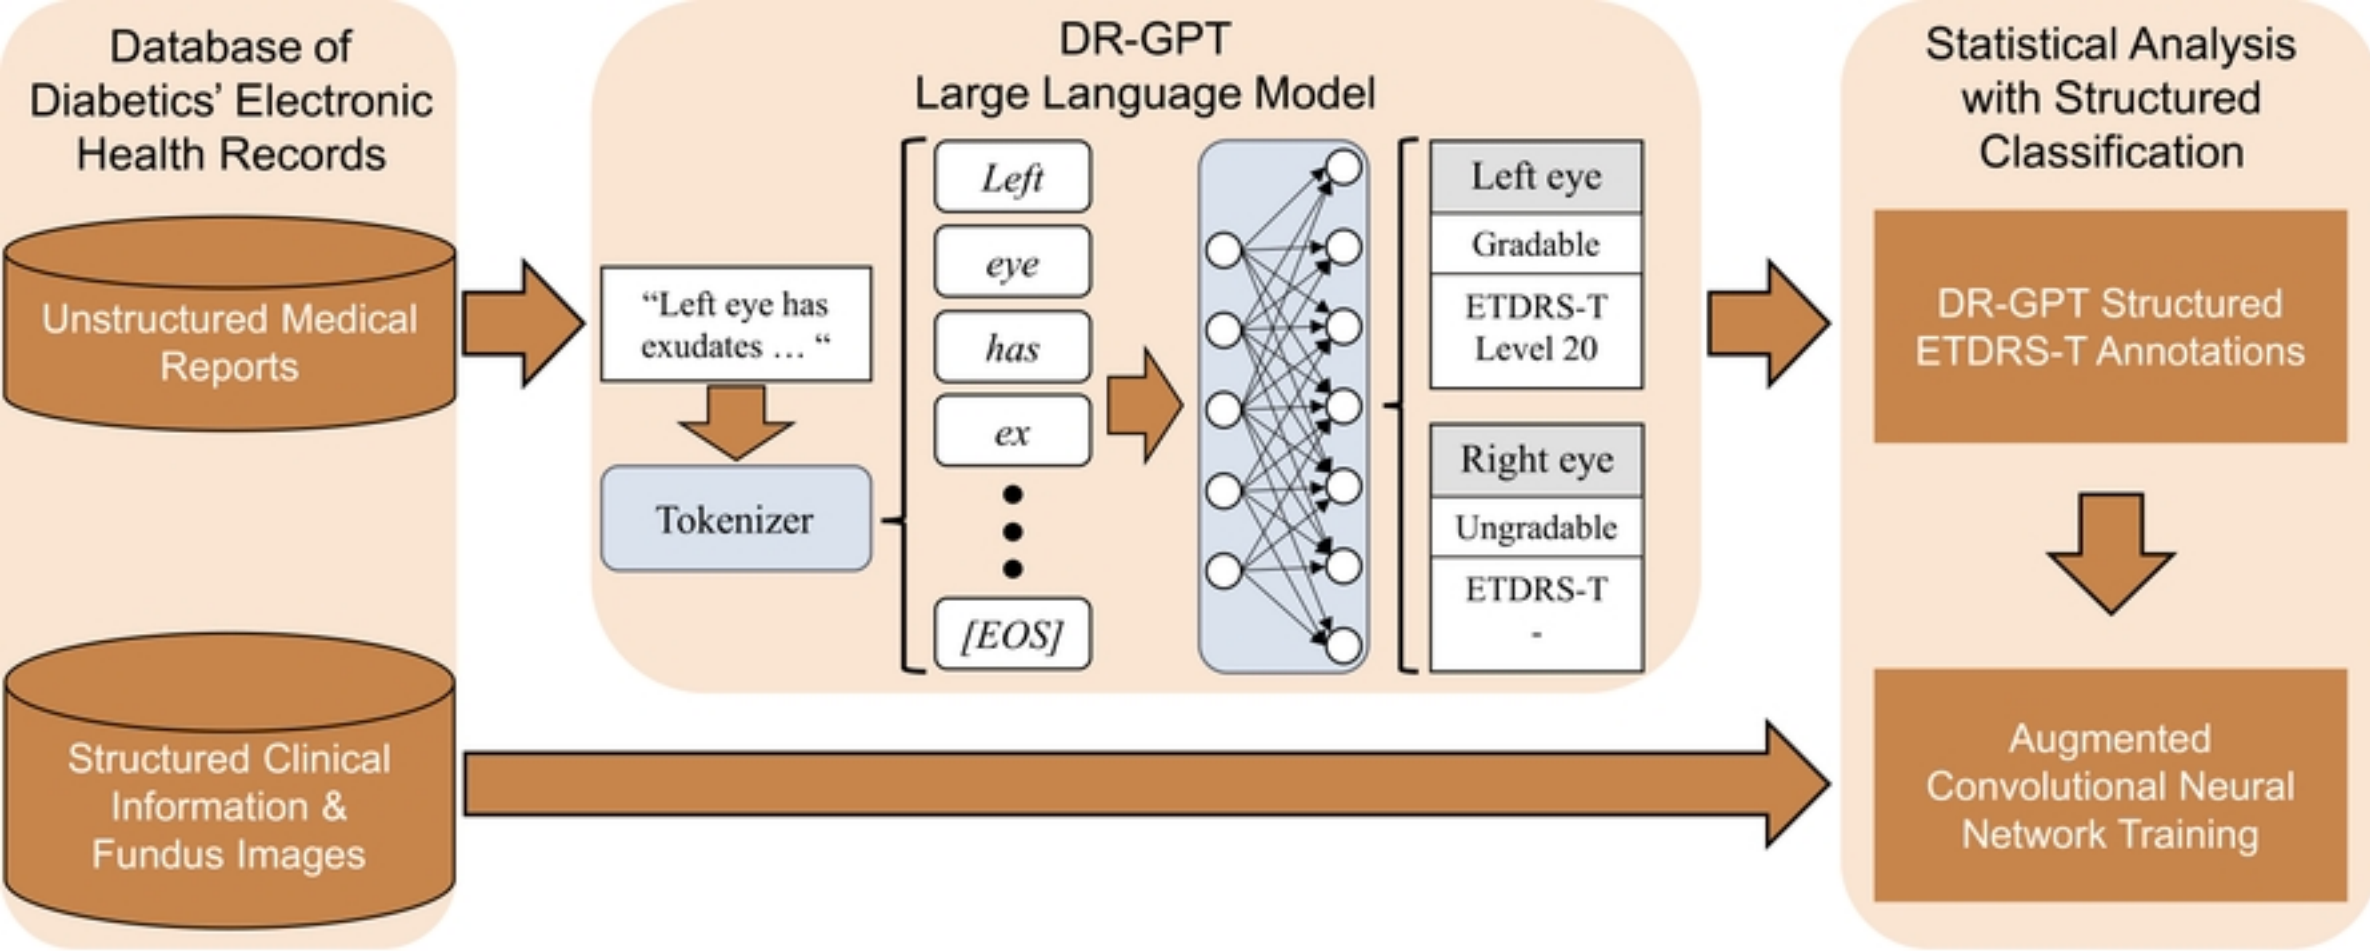 Database of
Diabetics’ Electronic
Health Records
Unstructured Medical
Reports
Structured Clinical
Information &
Fundus Images
DR-GPT
Large Language Model
“Left eye has
exudates … “
Tokenizer
Left
eye
has
ex
[EOS]
Left eye
Gradable
ETDRS-T
Level 20
Right eye
Ungradable
ETDRS-T
-
Statistical Analysis
with Structured
Classification
DR-GPT Structured
ETDRS-T Annotations
Augmented
Convolutional Neural
Network Training